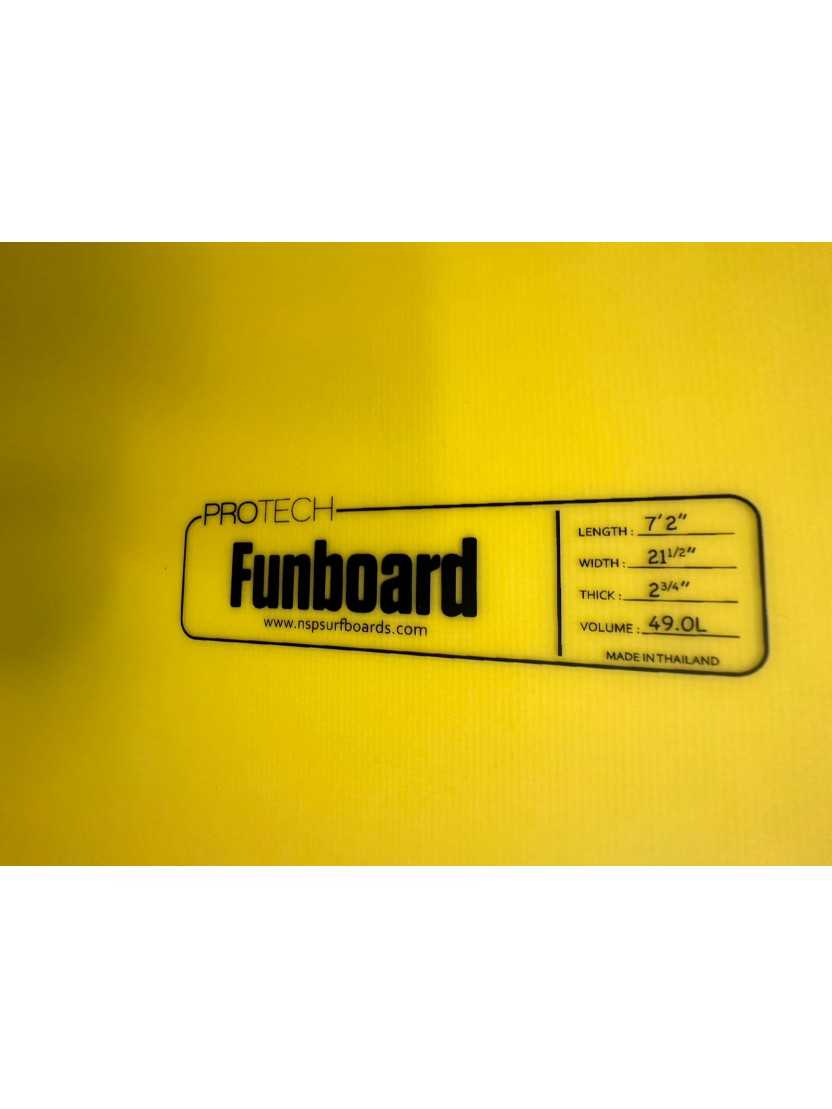 PROTECH
Funboard
www.nspsurfboards.com
LENGTH : 7'2"
WIDTH : 21 1/2"
THICK : 2 3/4"
VOLUME : 49.0L
MADE IN THAILAND